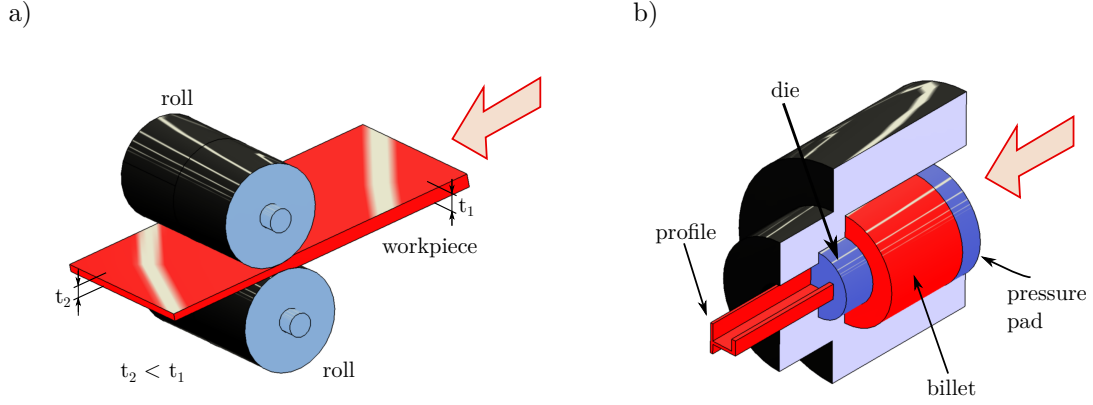 a)
roll
t₁
workpiece
t₂
t₂ < t₁
roll
b)
die
profile
pressure
pad
billet